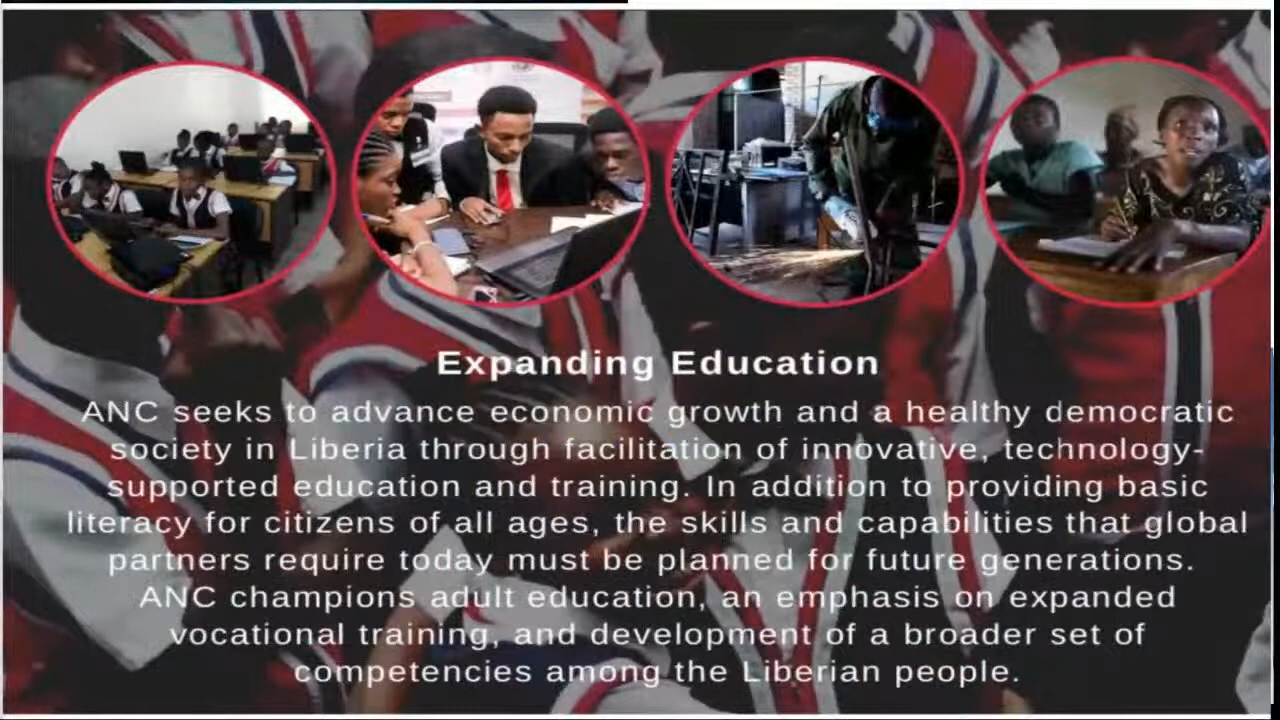 Expanding Education
ANC seeks to advance economic growth and a healthy democratic
society in Liberia through facilitation of innovative, technology-
supported education and training. In addition to providing basic
literacy for citizens of all ages, the skills and capabilities that global
partners require today must be planned for future generations.
ANC champions adult education, an emphasis on expanded
vocational training, and development of a broader set of
competencies among the Liberian people.